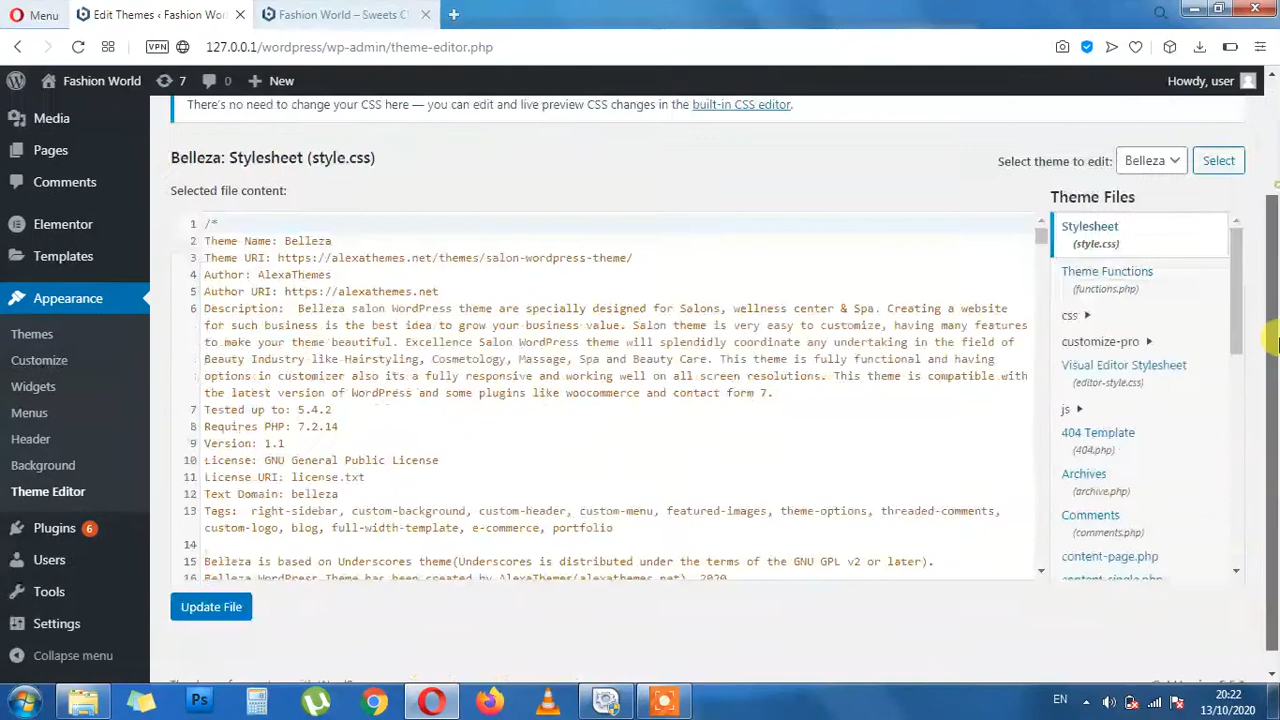 Menu
Edit Themes ‹ Fashion Wor
Fashion World – Sweets C
VPN
127.0.0.1/wordpress/wp-admin/theme-editor.php
Fashion World
7
0
New
Howdy, user
Media
Pages
Comments
Elementor
Templates
Appearance
Themes
Customize
Widgets
Menus
Header
Background
Theme Editor
Plugins 6
Users
Tools
Settings
Collapse menu
There's no need to change your CSS here — you can edit and live preview CSS changes in the built-in CSS editor.
Belleza: Stylesheet (style.css)
Select theme to edit: Belleza Select
Selected file content:
1 /*
2 Theme Name: Belleza
3 Theme URI: https://alexathemes.net/themes/salon-wordpress-theme/
4 Author: AlexaThemes
5 Author URI: https://alexathemes.net
6 Description: Belleza salon WordPress theme are specially designed for Salons, wellness center & Spa. Creating a website
for such business is the best idea to grow your business value. Salon theme is very easy to customize, having many features
to make your theme beautiful. Excellence Salon WordPress theme will splendidly coordinate any undertaking in the field of
Beauty Industry like Hairstyling, Cosmetology, Massage, Spa and Beauty Care. This theme is fully functional and having
options in customizer also its a fully responsive and working well on all screen resolutions. This theme is compatible with
the latest version of WordPress and some plugins like woocommerce and contact form 7.
7 Tested up to: 5.4.2
8 Requires PHP: 7.2.14
9 Version: 1.1
10 License: GNU General Public License
11 License URI: license.txt
12 Text Domain: belleza
13 Tags: right-sidebar, custom-background, custom-header, custom-menu, featured-images, theme-options, threaded-comments,
custom-logo, blog, full-width-template, e-commerce, portfolio
14
15 Belleza is based on Underscores theme(Underscores is distributed under the terms of the GNU GPL v2 or later).
16 Belleza WordPress Theme has been created by AlexaThemes(alexathemes.net), 2020.
Theme Files
Stylesheet
(style.css)
Theme Functions
(functions.php)
css
customize-pro
Visual Editor Stylesheet
(editor-style.css)
js
404 Template
(404.php)
Archives
(archive.php)
Comments
(comments.php)
content-page.php
content-single.php
Update File
Ps
EN
20:22
13/10/2020